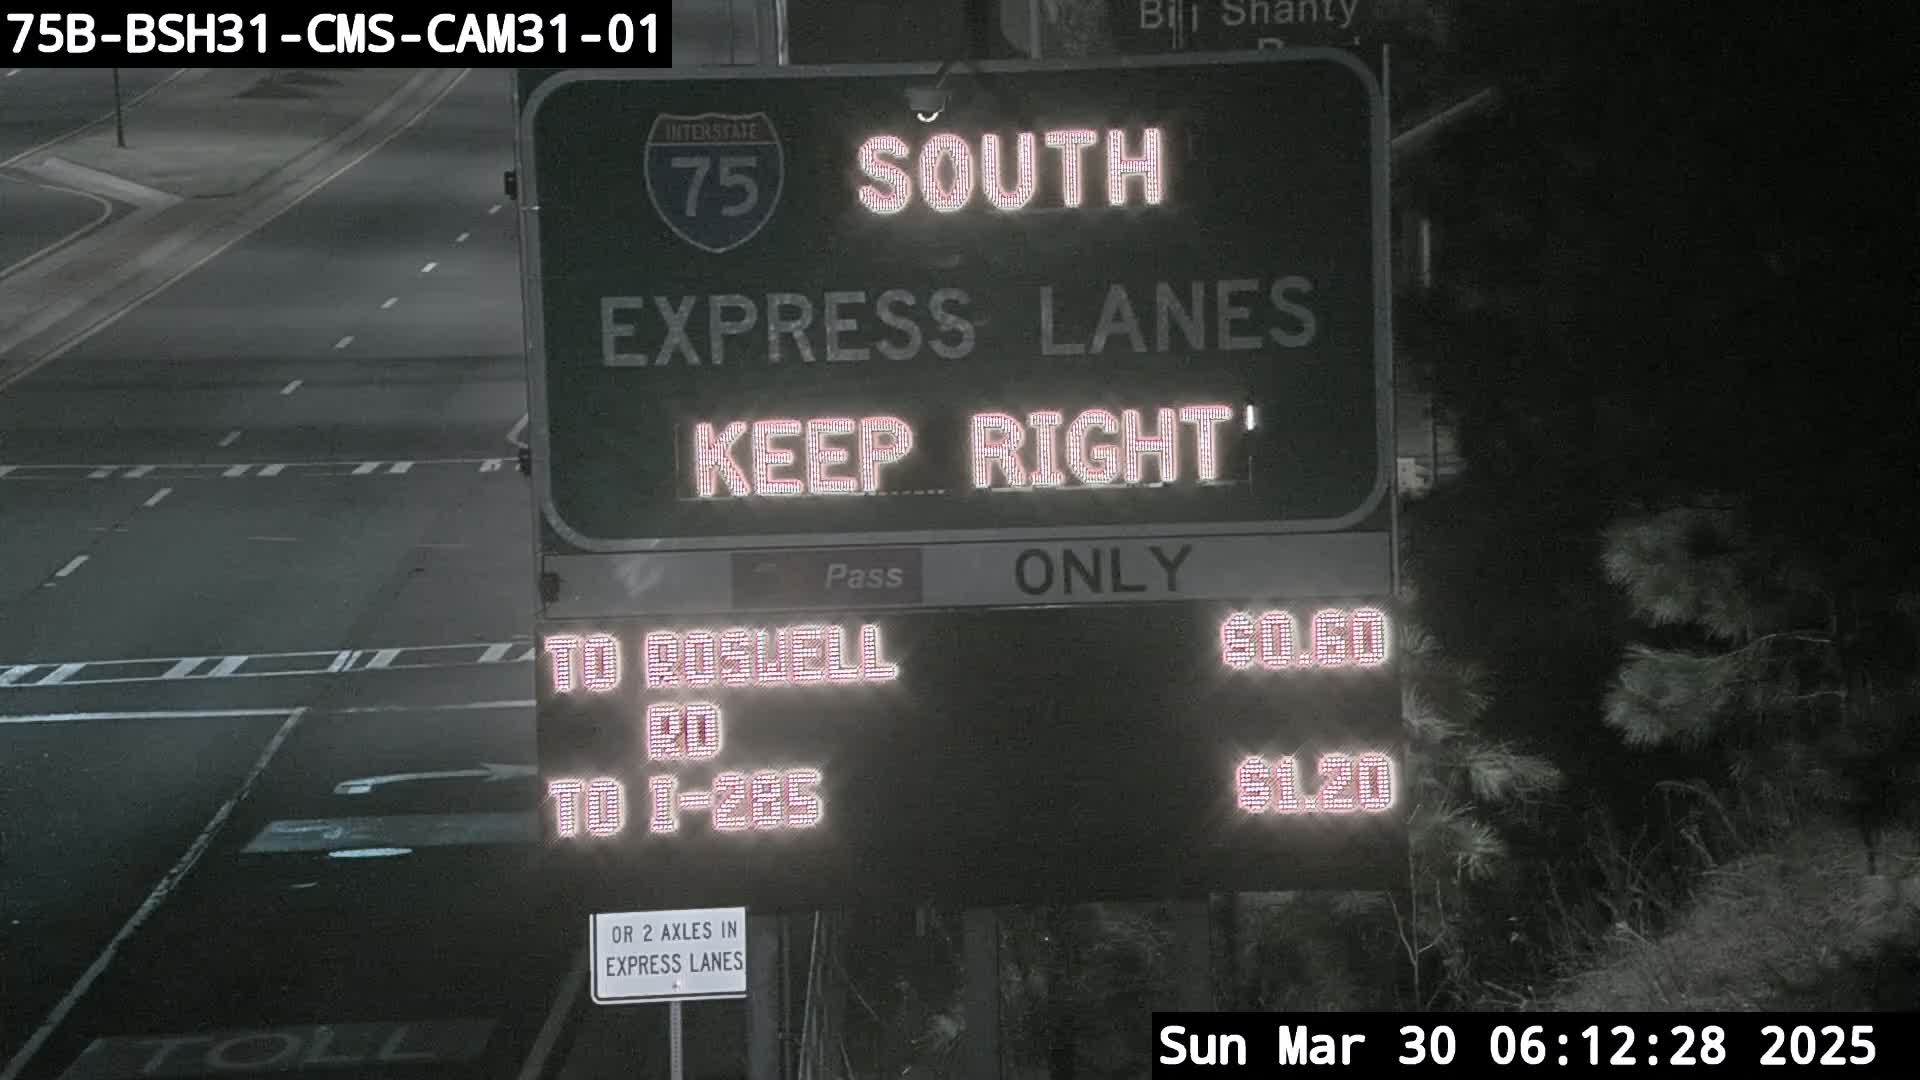 75B-BSH31-CMS-CAM31-01
Shanty
INTERSTATE
75
SOUTH
EXPRESS LANES
KEEP RIGHT
Pass ONLY
TO ROSWELL $0.60
RD
TO I-285 $1.20
OR 2 AXLES IN
EXPRESS LANES
TOLL
Sun Mar 30 06:12:28 2025